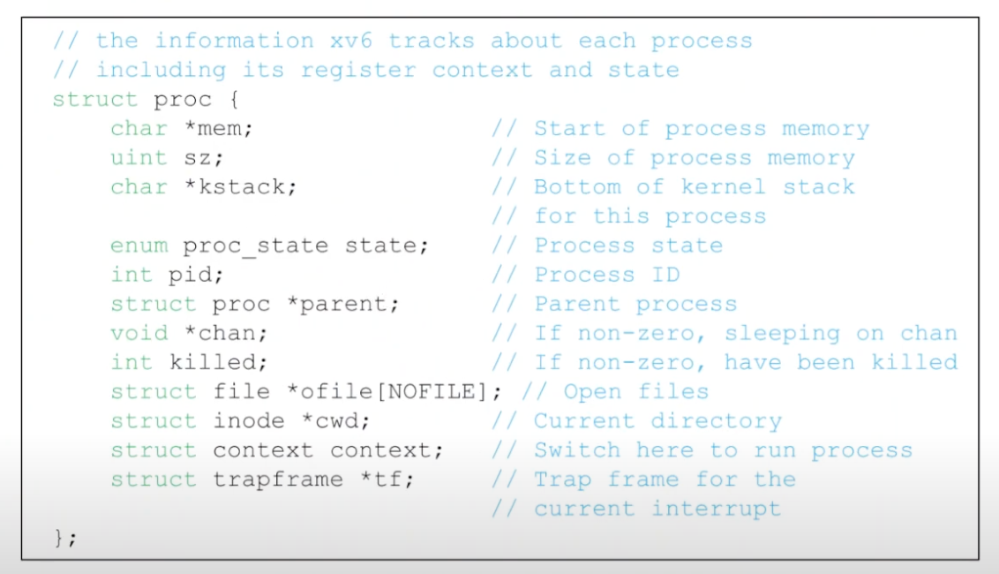 // the information xv6 tracks about each process
// including its register context and state
struct proc {
    char *mem;                // Start of process memory
    uint sz;                  // Size of process memory
    char *kstack;             // Bottom of kernel stack
                              // for this process
    enum proc_state state;    // Process state
    int pid;                  // Process ID
    struct proc *parent;      // Parent process
    void *chan;               // If non-zero, sleeping on chan
    int killed;               // If non-zero, have been killed
    struct file *ofile[NOFILE]; // Open files
    struct inode *cwd;        // Current directory
    struct context context;   // Switch here to run process
    struct trapframe *tf;     // Trap frame for the
                              // current interrupt
};